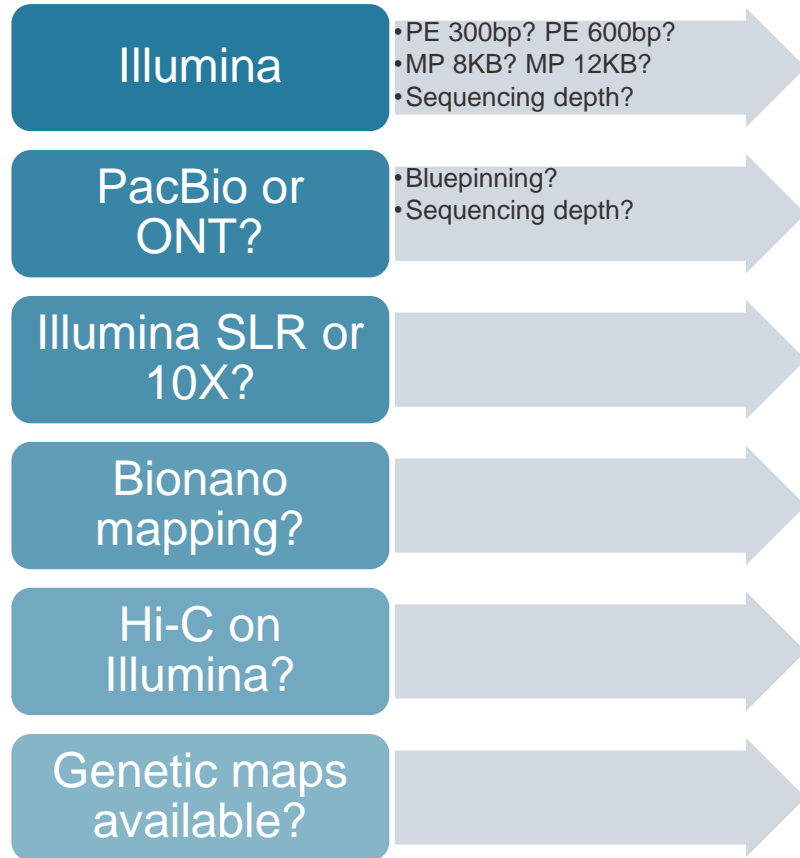 Illumina
•PE 300bp? PE 600bp?
•MP 8KB? MP 12KB?
•Sequencing depth?
PacBio or
ONT?
•Bluepinning?
•Sequencing depth?
Illumina SLR or
10X?
Bionano
mapping?
Hi-C on
Illumina?
Genetic maps
available?